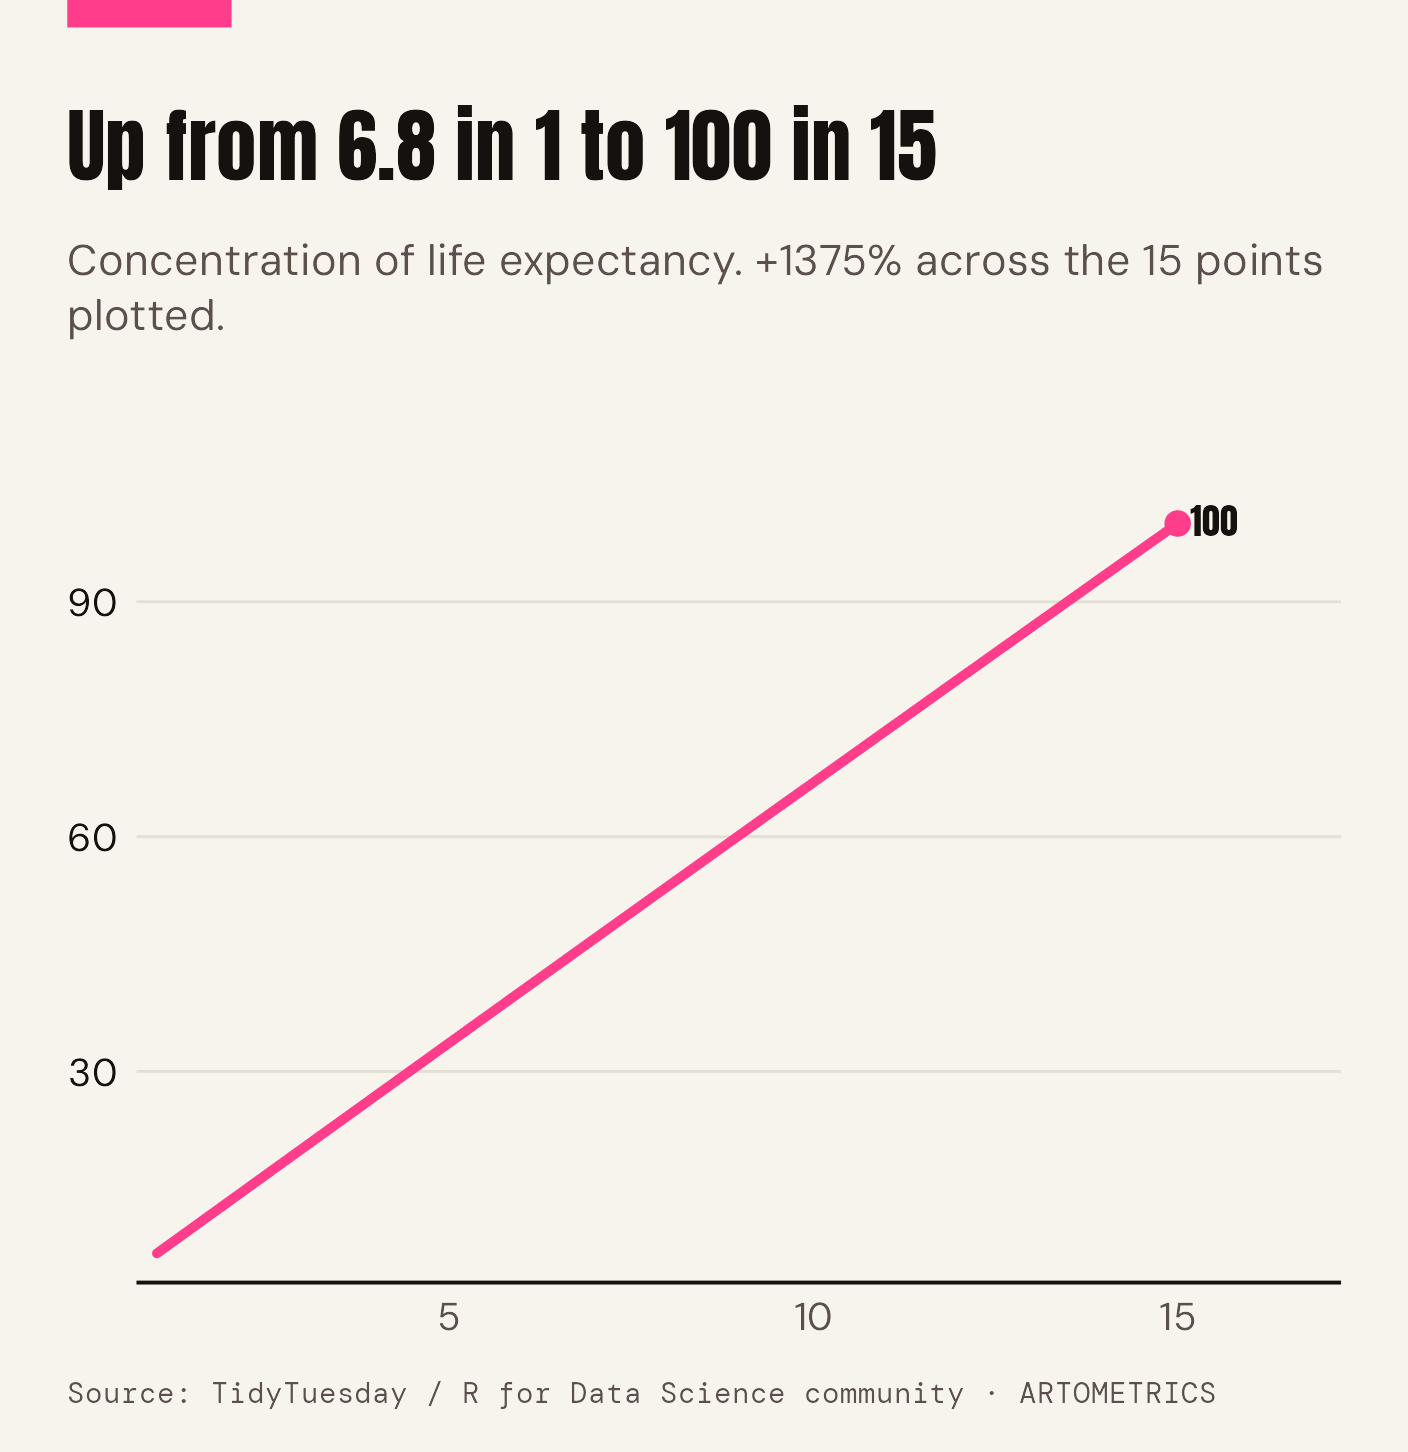 Up from 6.8 in 1 to 100 in 15
Concentration of life expectancy. +1375% across the 15 points
plotted.
100
90
60
30
5 10 15
Source: TidyTuesday / R for Data Science community · ARTOMETRICS